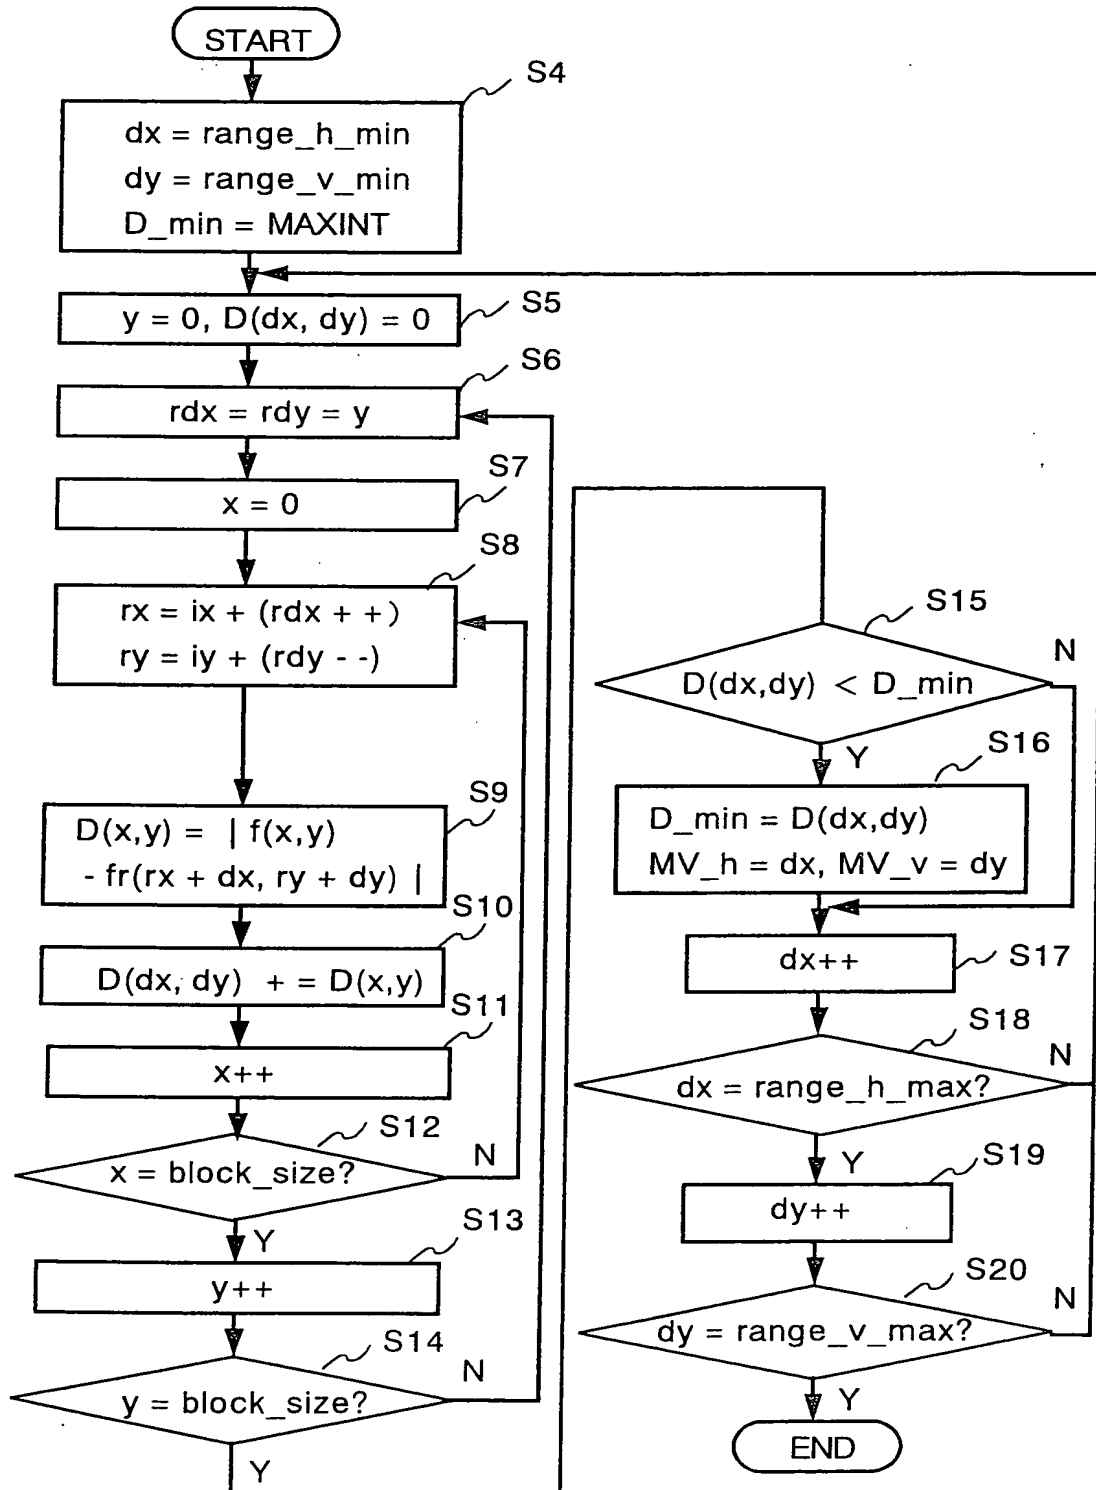 START
S4
dx = range_h_min
dy = range_v_min
D_min = MAXINT
S5
y = 0, D(dx, dy) = 0
S6
rdx = rdy = y
S7
x = 0
S8
rx = ix + (rdx + +)
ry = iy + (rdy - -)
S9
D(x,y) = | f(x,y)
- fr(rx + dx, ry + dy) |
S10
D(dx, dy) + = D(x,y)
S11
x++
S12
x = block_size?
N
Y
S13
y++
S14
y = block_size?
N
Y
S15
D(dx,dy) < D_min
N
Y
S16
D_min = D(dx,dy)
MV_h = dx, MV_v = dy
S17
dx++
S18
dx = range_h_max?
N
Y
S19
dy++
S20
dy = range_v_max?
N
Y
END